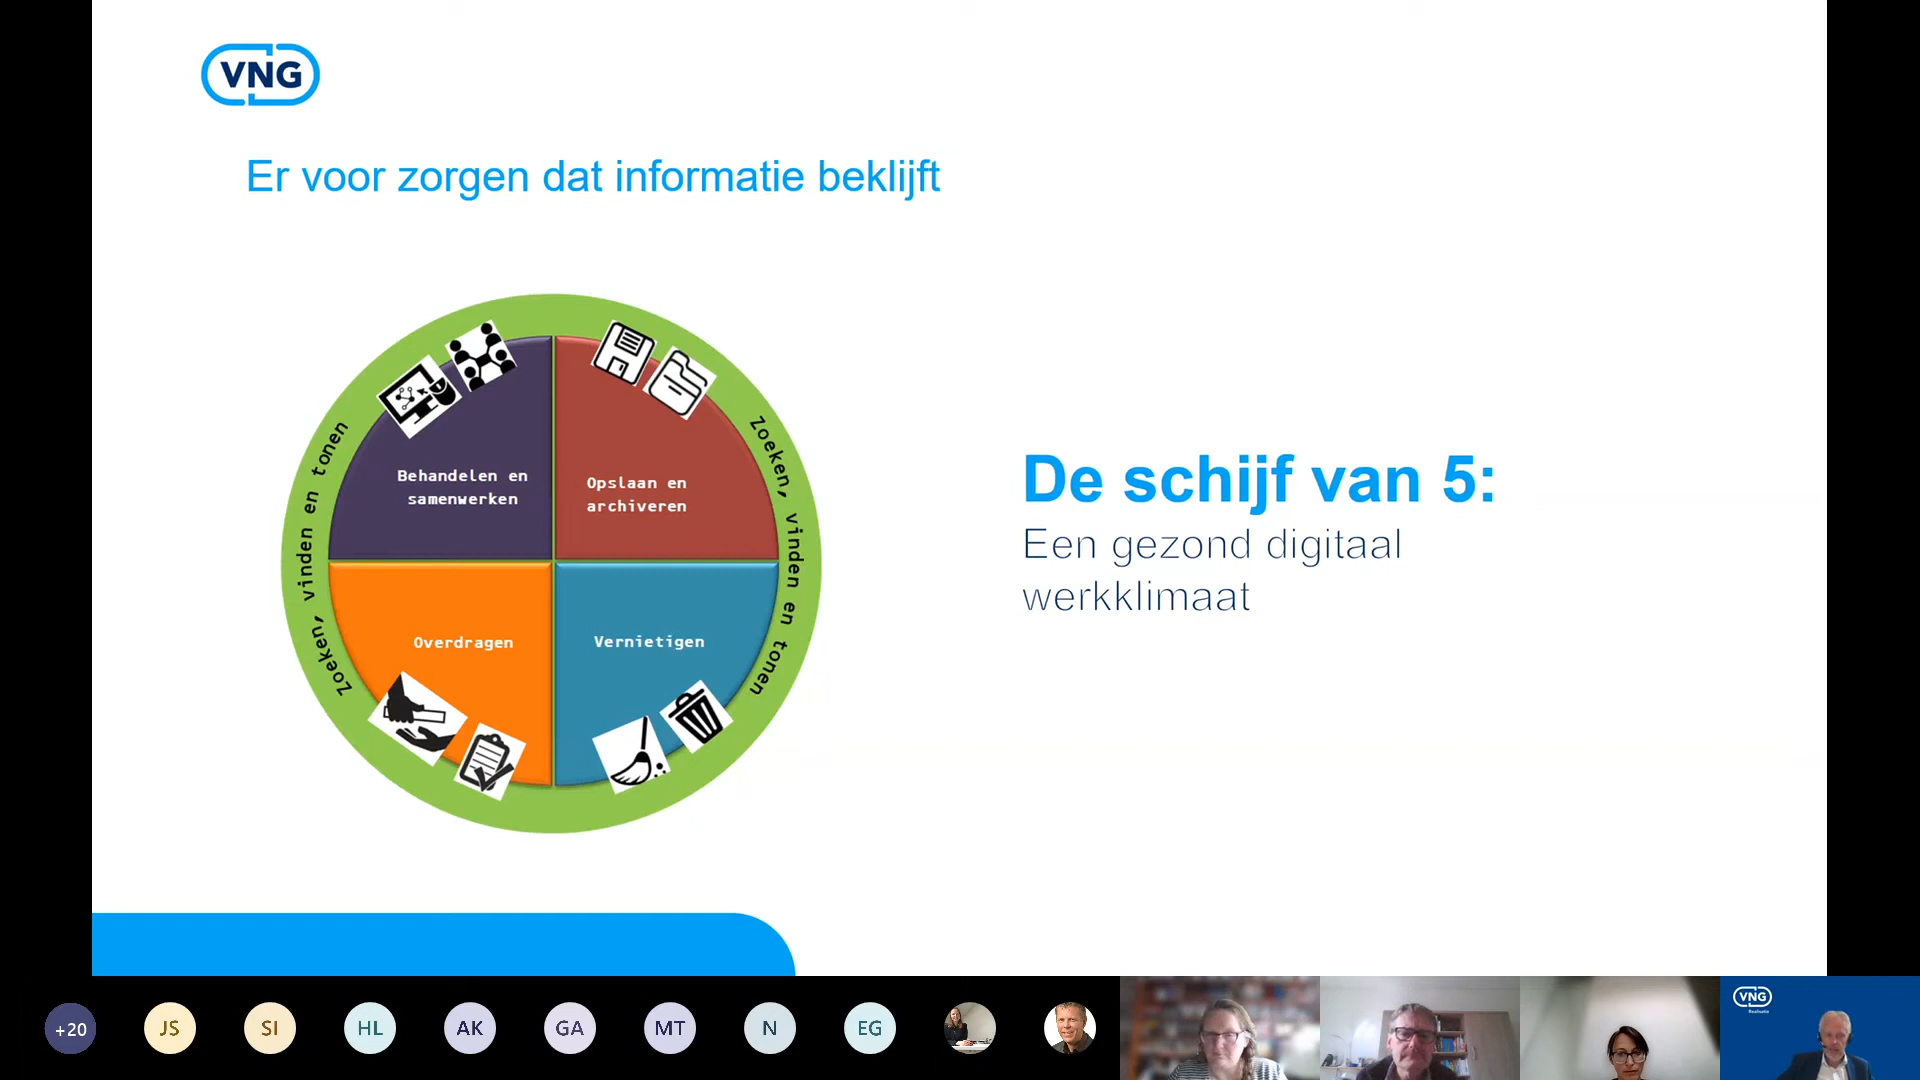 VNG
Er voor zorgen dat informatie beklijft
Zoeken, vinden en tonen
Behandelen en
samenwerken
Opslaan en
archiveren
Zoeken, vinden en tonen
Overdragen
Vernietigen
De schijf van 5:
Een gezond digitaal
werkklimaat
+20
JS
SI
HL
AK
GA
MT
N
EG
VNG
Realisatie